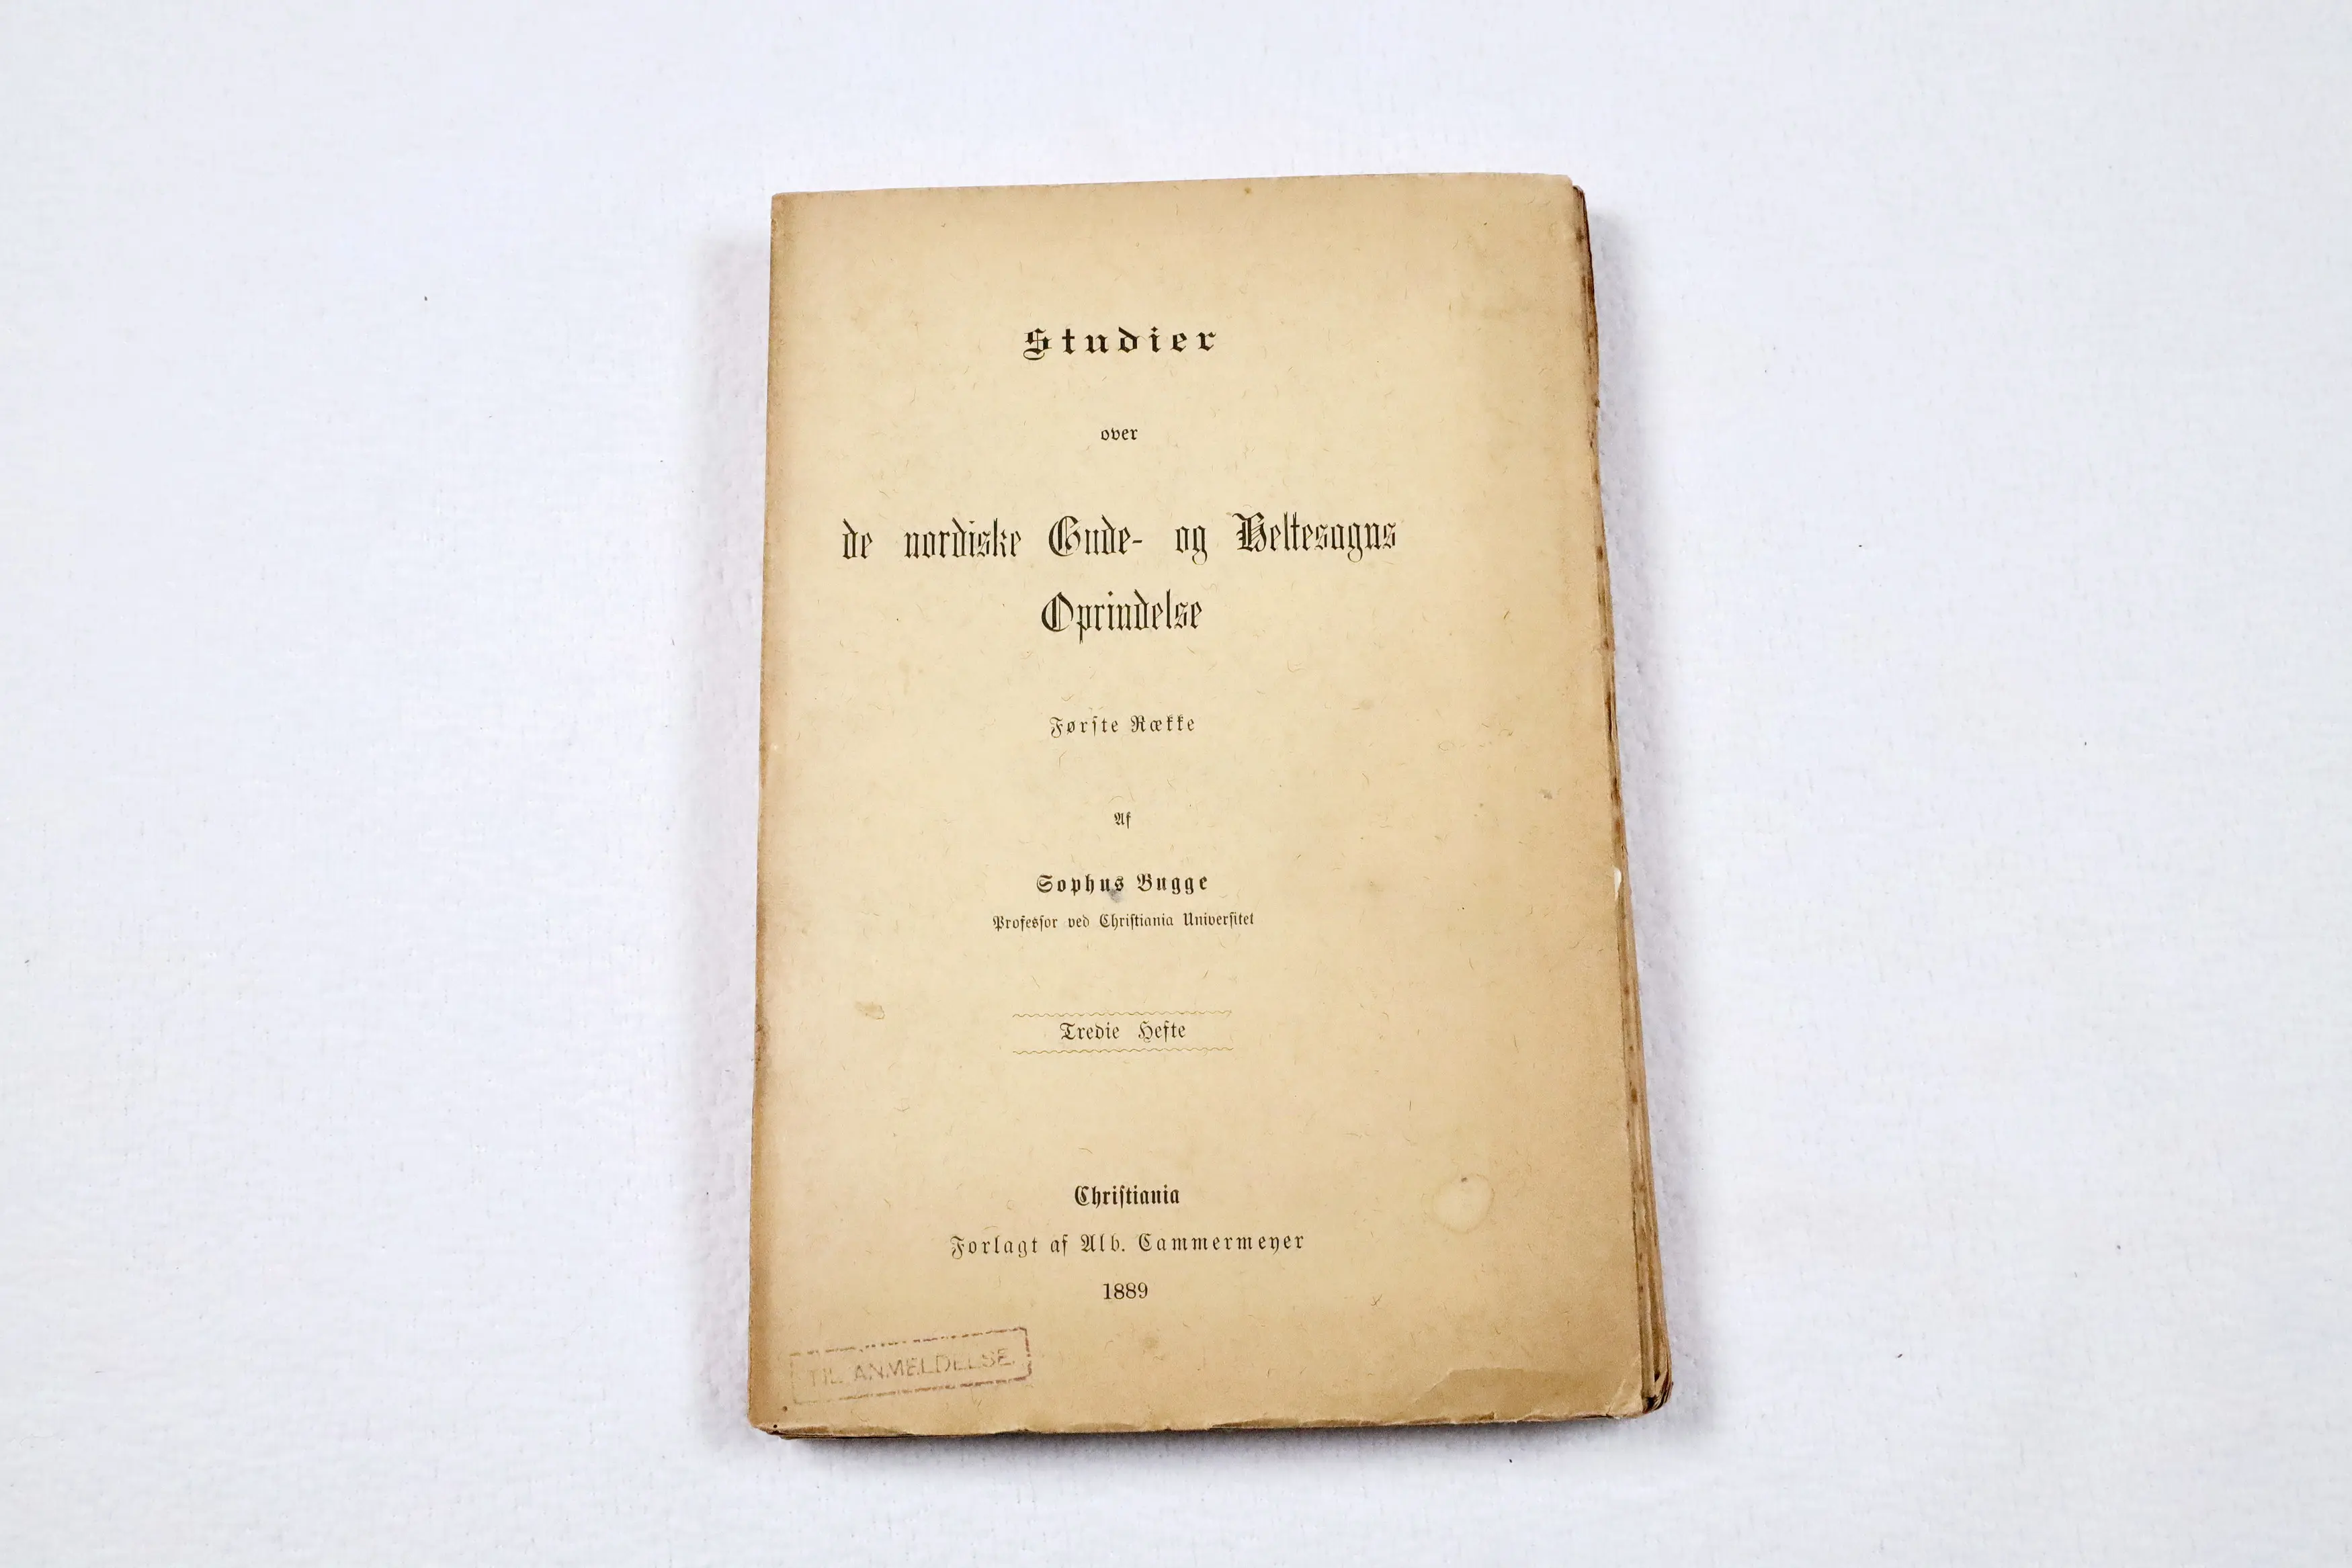 Studier
over
de nordiske Gude- og Heltesagns
Oprindelse
Førſte Række
Af
Sophus Bugge
Profesſor ved Chriſtiania Univerſitet
Tredie Hefte
Chriſtiania
Forlagt af Alb. Cammermeyer
1889
TIL ANMELDELSE